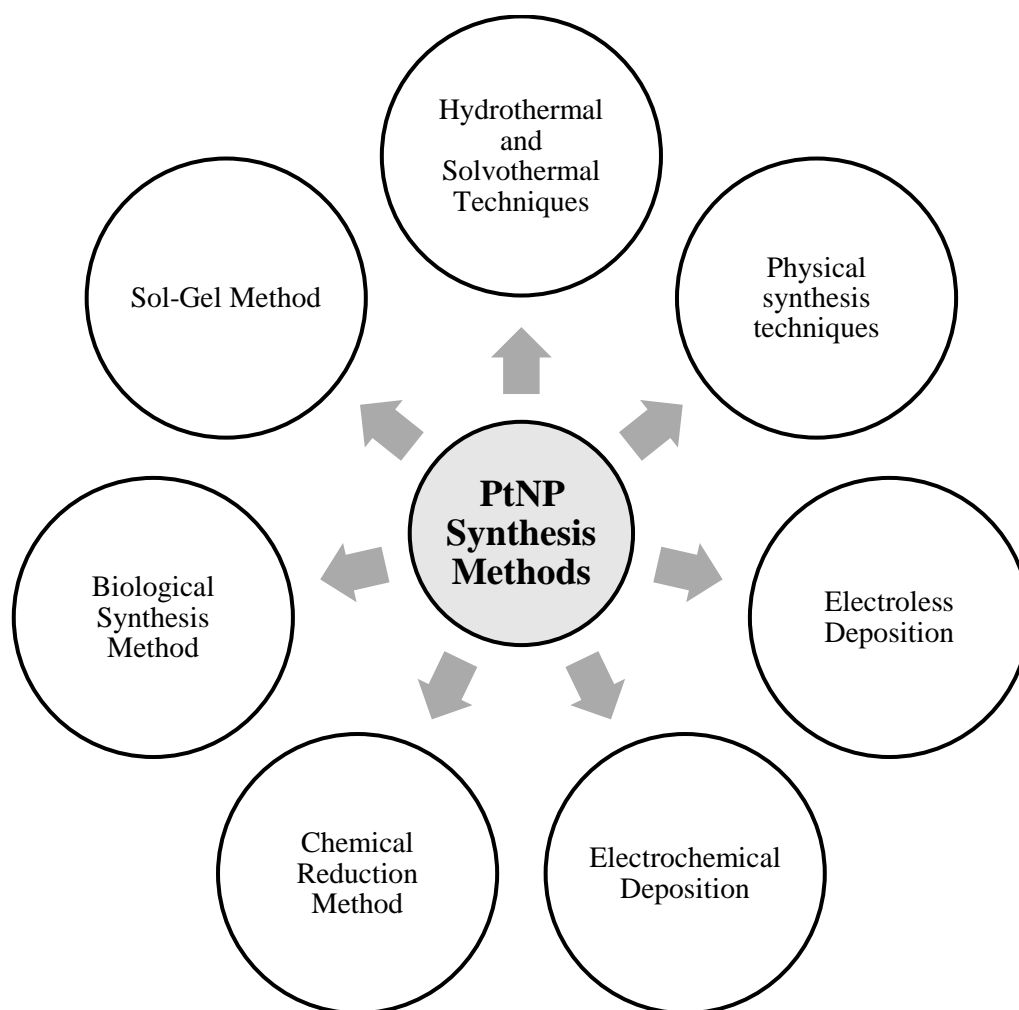 Hydrothermal
and
Solvothermal
Techniques
Physical
synthesis
techniques
Sol-Gel Method
PtNP
Synthesis
Methods
Biological
Synthesis
Method
Electroless
Deposition
Chemical
Reduction
Method
Electrochemical
Deposition